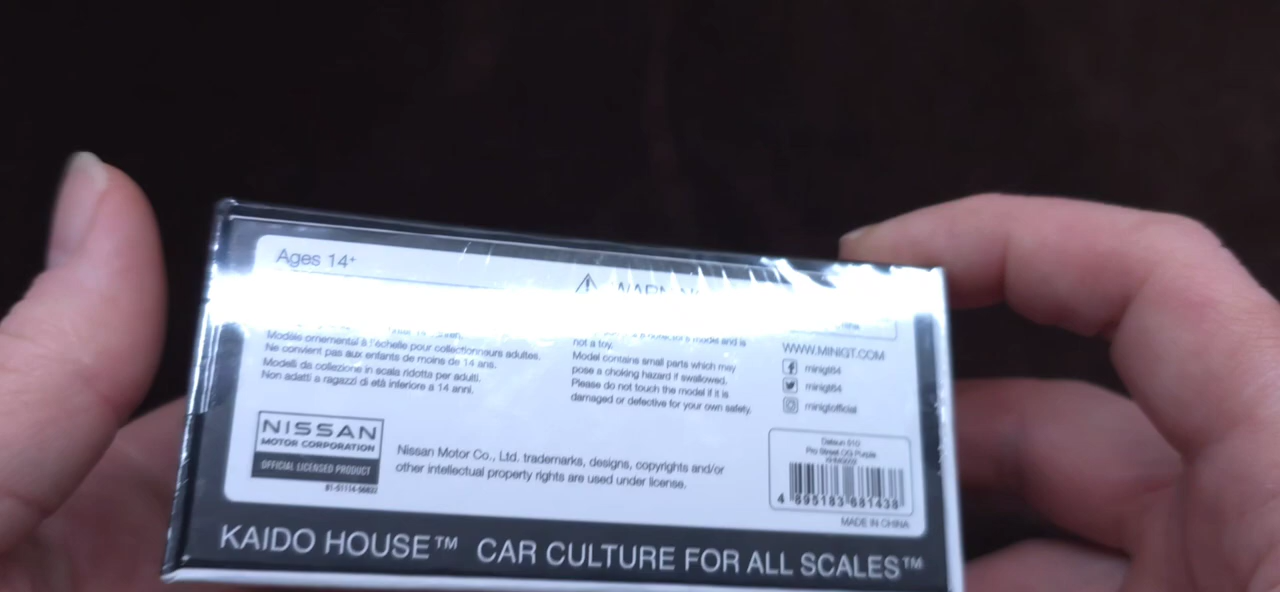 Ages 14+
WARNING
Modèle ornemental à l'échelle pour collectionneurs adultes.
Ne convient pas aux enfants de moins de 14 ans.
Modelli da collezione in scala ridotta per adulti.
Non adatti a ragazzi di età inferiore a 14 anni.
not a toy.
Model contains small parts which may
pose a choking hazard if swallowed.
Please do not touch the model if it is
damaged or defective for your own safety.
WWW.MINIGT.COM
minigt64
minigt64
minigtofficial
NISSAN
MOTOR CORPORATION
OFFICIAL LICENSED PRODUCT
Nissan Motor Co., Ltd. trademarks, designs, copyrights and/or
other intellectual property rights are used under license.
Datsun 510
Pro Street OG Purple
4 895183 681438
MADE IN CHINA
KAIDO HOUSE™ CAR CULTURE FOR ALL SCALES™